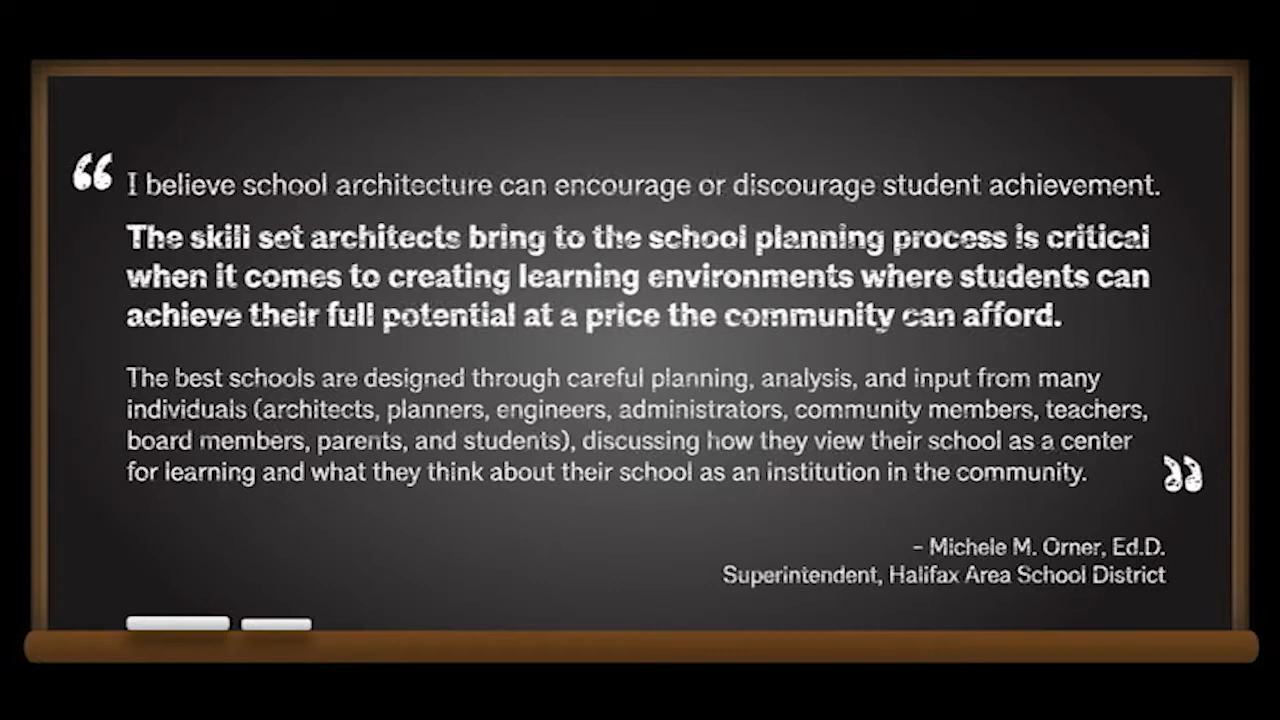 “ I believe school architecture can encourage or discourage student achievement.
The skill set architects bring to the school planning process is critical
when it comes to creating learning environments where students can
achieve their full potential at a price the community can afford.
The best schools are designed through careful planning, analysis, and input from many
individuals (architects, planners, engineers, administrators, community members, teachers,
board members, parents, and students), discussing how they view their school as a center
for learning and what they think about their school as an institution in the community. ”
– Michele M. Orner, Ed.D.
Superintendent, Halifax Area School District